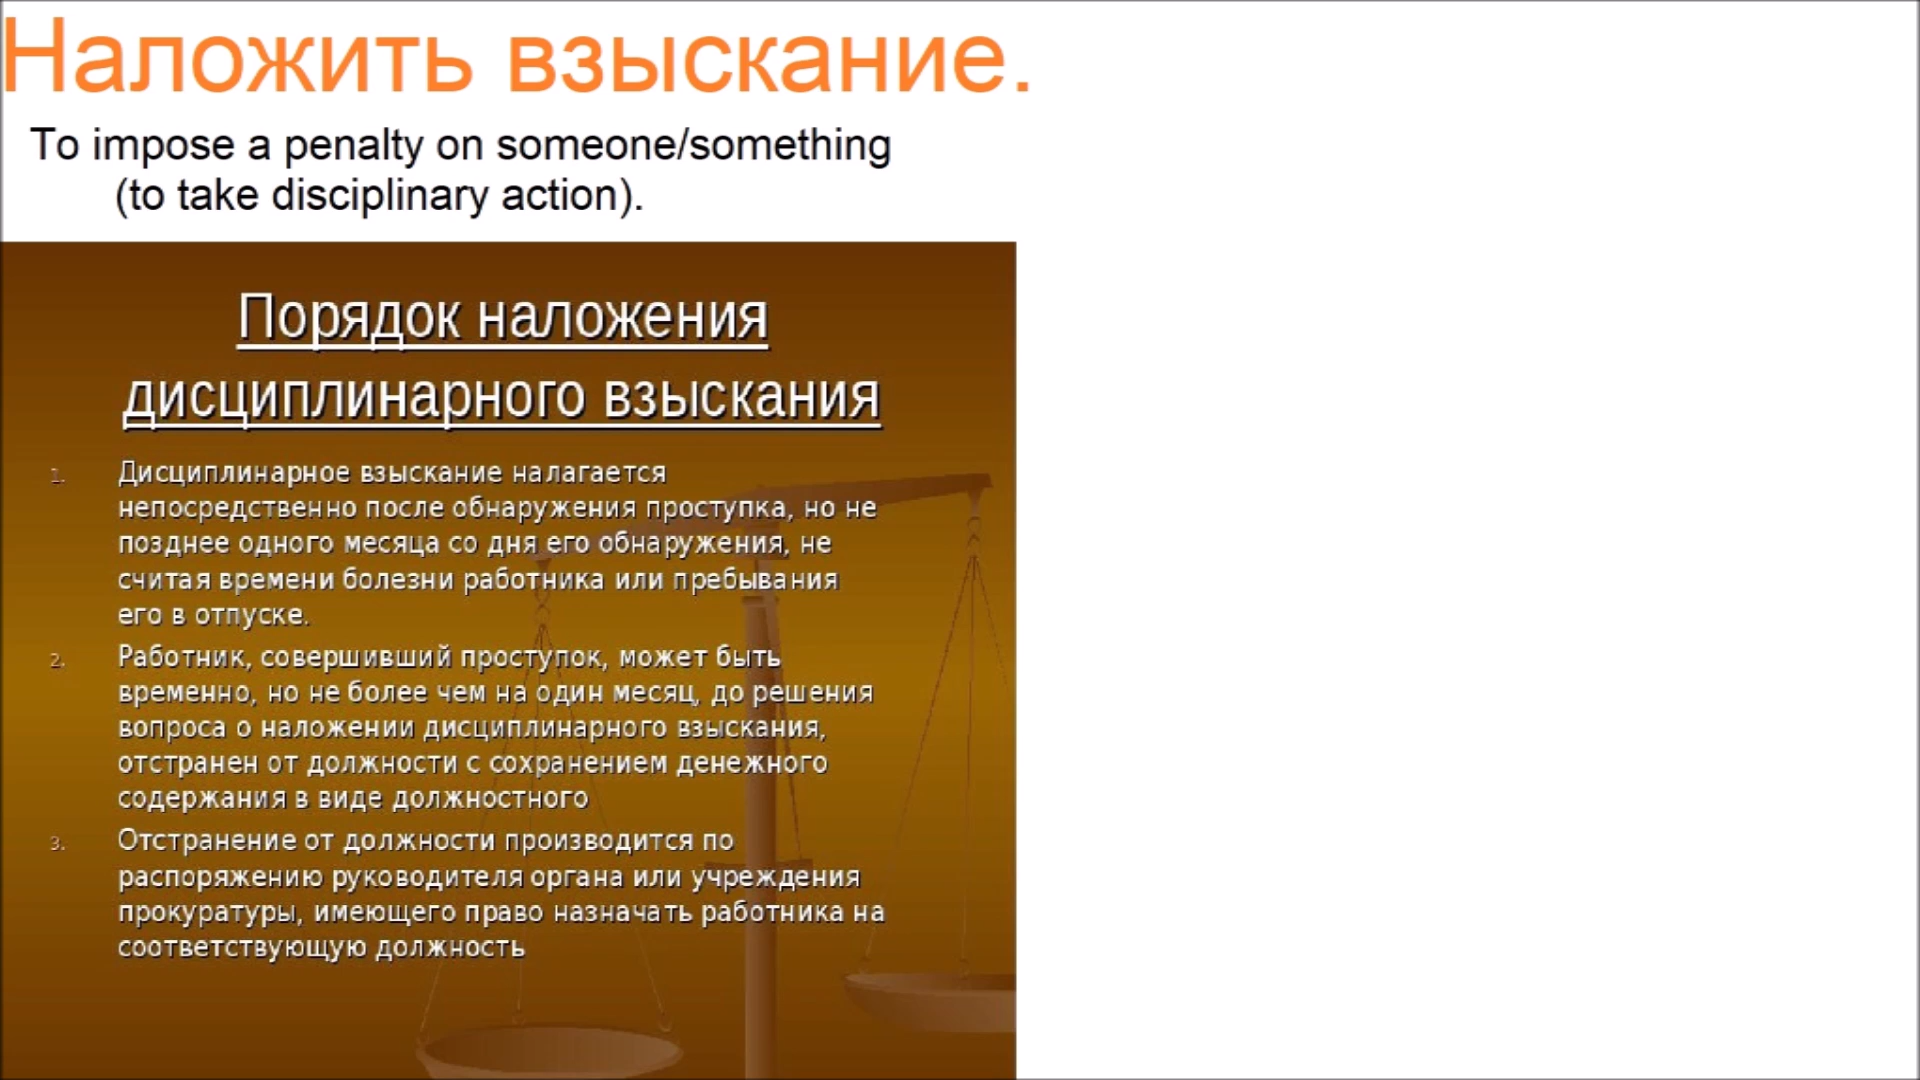 Наложить взыскание.
To impose a penalty on someone/something
(to take disciplinary action).
Порядок наложения
дисциплинарного взыскания
1. Дисциплинарное взыскание налагается
непосредственно после обнаружения проступка, но не
позднее одного месяца со дня его обнаружения, не
считая времени болезни работника или пребывания
его в отпуске.
2. Работник, совершивший проступок, может быть
временно, но не более чем на один месяц, до решения
вопроса о наложении дисциплинарного взыскания,
отстранен от должности с сохранением денежного
содержания в виде должностного
3. Отстранение от должности производится по
распоряжению руководителя органа или учреждения
прокуратуры, имеющего право назначать работника на
соответствующую должность